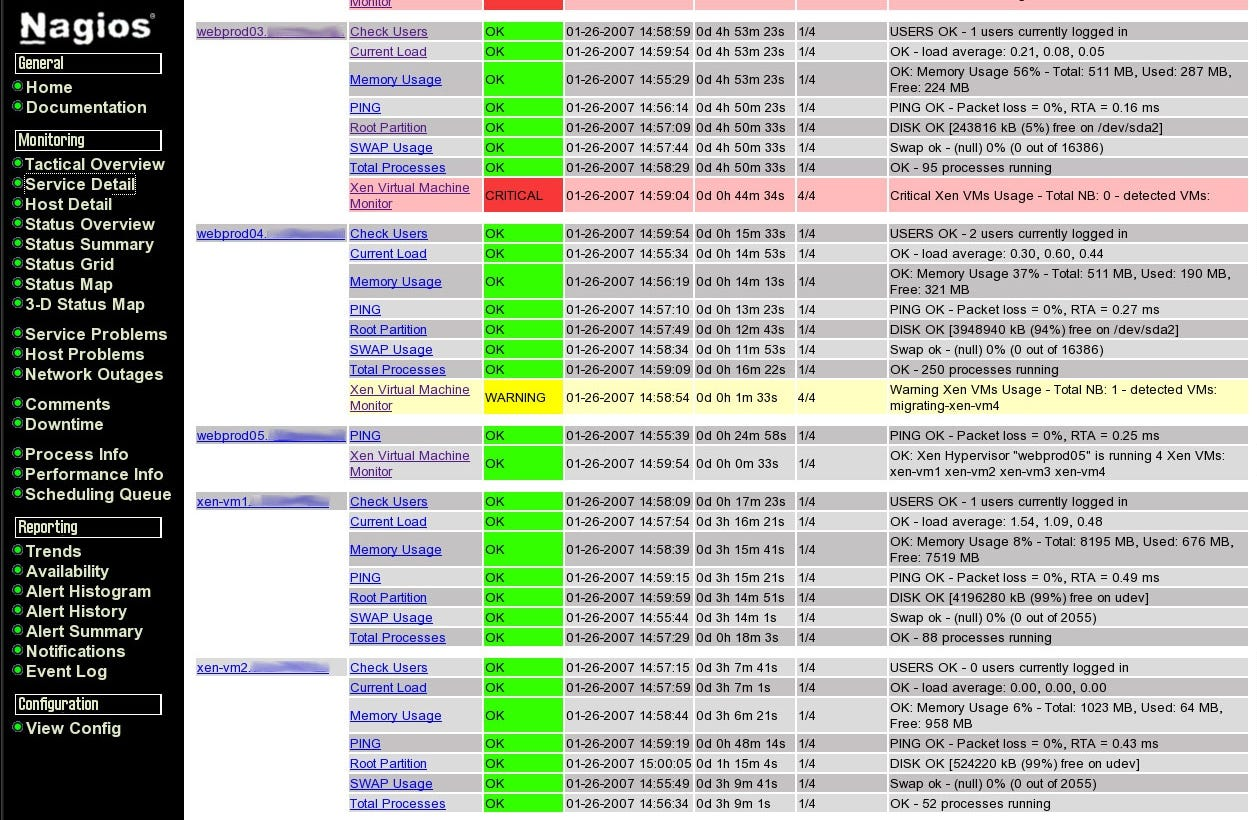 Nagios®
General
Home
Documentation
Monitoring
Tactical Overview
Service Detail
Host Detail
Status Overview
Status Summary
Status Grid
Status Map
3-D Status Map
Service Problems
Host Problems
Network Outages
Comments
Downtime
Process Info
Performance Info
Scheduling Queue
Reporting
Trends
Availability
Alert Histogram
Alert History
Alert Summary
Notifications
Event Log
Configuration
View Config
Monitor
webprod03. Check Users OK 01-26-2007 14:58:59 0d 4h 53m 23s 1/4 USERS OK - 1 users currently logged in
Current Load OK 01-26-2007 14:59:54 0d 4h 53m 23s 1/4 OK - load average: 0.21, 0.08, 0.05
Memory Usage OK 01-26-2007 14:55:29 0d 4h 53m 23s 1/4 OK: Memory Usage 56% - Total: 511 MB, Used: 287 MB,
Free: 224 MB
PING OK 01-26-2007 14:56:14 0d 4h 50m 23s 1/4 PING OK - Packet loss = 0%, RTA = 0.16 ms
Root Partition OK 01-26-2007 14:57:09 0d 4h 50m 33s 1/4 DISK OK [243816 kB (5%) free on /dev/sda2]
SWAP Usage OK 01-26-2007 14:57:44 0d 4h 50m 33s 1/4 Swap ok - (null) 0% (0 out of 16386)
Total Processes OK 01-26-2007 14:58:29 0d 4h 50m 33s 1/4 OK - 95 processes running
Xen Virtual Machine
Monitor CRITICAL 01-26-2007 14:59:04 0d 0h 44m 34s 4/4 Critical Xen VMs Usage - Total NB: 0 - detected VMs:
webprod04. Check Users OK 01-26-2007 14:59:54 0d 0h 15m 33s 1/4 USERS OK - 2 users currently logged in
Current Load OK 01-26-2007 14:55:34 0d 0h 14m 53s 1/4 OK - load average: 0.30, 0.60, 0.44
Memory Usage OK 01-26-2007 14:56:19 0d 0h 14m 13s 1/4 OK: Memory Usage 37% - Total: 511 MB, Used: 190 MB,
Free: 321 MB
PING OK 01-26-2007 14:57:10 0d 0h 13m 23s 1/4 PING OK - Packet loss = 0%, RTA = 0.27 ms
Root Partition OK 01-26-2007 14:57:49 0d 0h 12m 43s 1/4 DISK OK [3948940 kB (94%) free on /dev/sda2]
SWAP Usage OK 01-26-2007 14:58:34 0d 0h 11m 53s 1/4 Swap ok - (null) 0% (0 out of 16386)
Total Processes OK 01-26-2007 14:59:09 0d 0h 16m 22s 1/4 OK - 250 processes running
Xen Virtual Machine
Monitor WARNING 01-26-2007 14:58:54 0d 0h 1m 33s 4/4 Warning Xen VMs Usage - Total NB: 1 - detected VMs:
migrating-xen-vm4
webprod05. PING OK 01-26-2007 14:55:39 0d 0h 24m 58s 1/4 PING OK - Packet loss = 0%, RTA = 0.25 ms
Xen Virtual Machine
Monitor OK 01-26-2007 14:59:54 0d 0h 0m 33s 1/4 OK: Xen Hypervisor "webprod05" is running 4 Xen VMs:
xen-vm1 xen-vm2 xen-vm3 xen-vm4
xen-vm1. Check Users OK 01-26-2007 14:58:09 0d 0h 17m 23s 1/4 USERS OK - 1 users currently logged in
Current Load OK 01-26-2007 14:57:54 0d 3h 16m 21s 1/4 OK - load average: 1.54, 1.09, 0.48
Memory Usage OK 01-26-2007 14:58:39 0d 3h 15m 41s 1/4 OK: Memory Usage 8% - Total: 8195 MB, Used: 676 MB,
Free: 7519 MB
PING OK 01-26-2007 14:59:15 0d 3h 15m 21s 1/4 PING OK - Packet loss = 0%, RTA = 0.49 ms
Root Partition OK 01-26-2007 14:59:59 0d 3h 14m 51s 1/4 DISK OK [4196280 kB (99%) free on udev]
SWAP Usage OK 01-26-2007 14:55:44 0d 3h 14m 1s 1/4 Swap ok - (null) 0% (0 out of 2055)
Total Processes OK 01-26-2007 14:57:29 0d 0h 18m 3s 1/4 OK - 88 processes running
xen-vm2. Check Users OK 01-26-2007 14:57:15 0d 3h 7m 41s 1/4 USERS OK - 0 users currently logged in
Current Load OK 01-26-2007 14:57:59 0d 3h 7m 1s 1/4 OK - load average: 0.00, 0.00, 0.00
Memory Usage OK 01-26-2007 14:58:44 0d 3h 6m 21s 1/4 OK: Memory Usage 6% - Total: 1023 MB, Used: 64 MB,
Free: 958 MB
PING OK 01-26-2007 14:59:19 0d 0h 48m 14s 1/4 PING OK - Packet loss = 0%, RTA = 0.43 ms
Root Partition OK 01-26-2007 15:00:05 0d 1h 15m 4s 1/4 DISK OK [524220 kB (99%) free on udev]
SWAP Usage OK 01-26-2007 14:55:49 0d 3h 9m 41s 1/4 Swap ok - (null) 0% (0 out of 2055)
Total Processes OK 01-26-2007 14:56:34 0d 3h 9m 1s 1/4 OK - 52 processes running